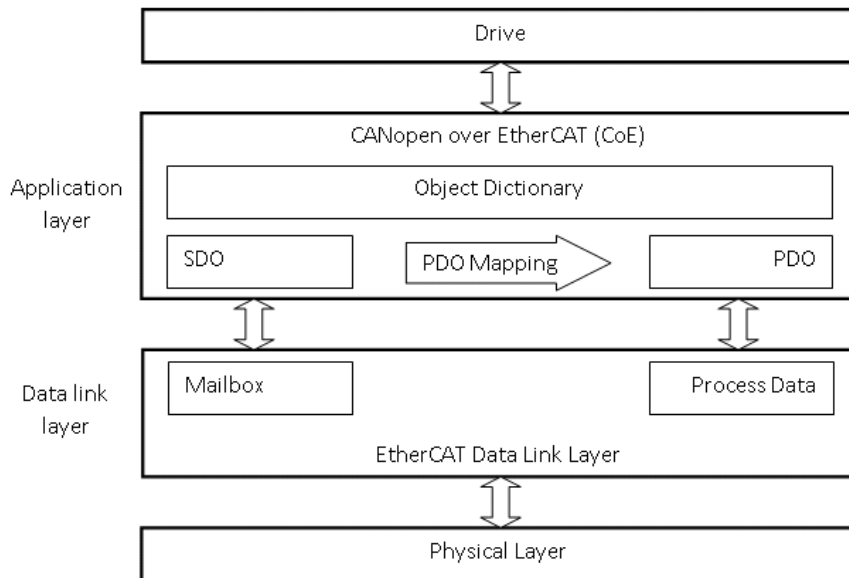 Drive
CANopen over EtherCAT (CoE)
Object Dictionary
Application
layer
SDO
PDO Mapping
PDO
Mailbox
Process Data
Data link
layer
EtherCAT Data Link Layer
Physical Layer